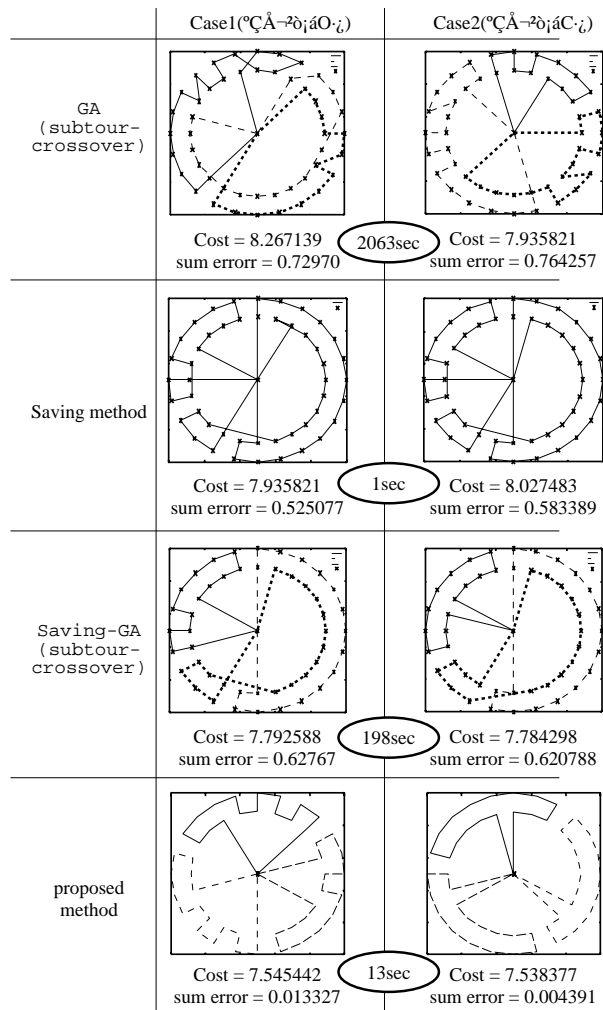 Case1(ºÇÅ¬²ò¡áO·¿)
Case2(ºÇÅ¬²ò¡áC·¿)
GA
(subtour-
crossover)
Cost = 8.267139
sum errorr = 0.72970
2063sec
Cost = 7.935821
sum error = 0.764257
Saving method
Cost = 7.935821
sum errorr = 0.525077
1sec
Cost = 8.027483
sum error = 0.583389
Saving-GA
(subtour-
crossover)
Cost = 7.792588
sum error = 0.62767
198sec
Cost = 7.784298
sum error = 0.620788
proposed
method
Cost = 7.545442
sum error = 0.013327
13sec
Cost = 7.538377
sum error = 0.004391